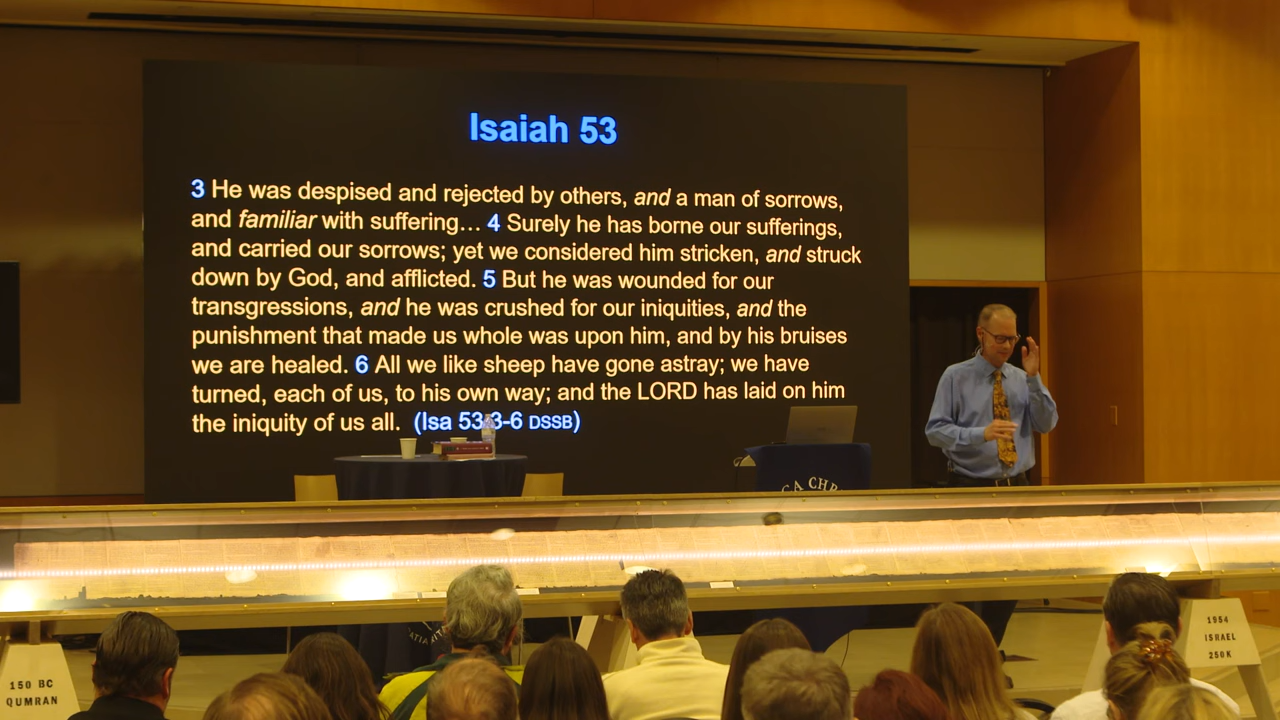 Isaiah 53
3 He was despised and rejected by others, and a man of sorrows,
and familiar with suffering… 4 Surely he has borne our sufferings,
and carried our sorrows; yet we considered him stricken, and struck
down by God, and afflicted. 5 But he was wounded for our
transgressions, and he was crushed for our iniquities, and the
punishment that made us whole was upon him, and by his bruises
we are healed. 6 All we like sheep have gone astray; we have
turned, each of us, to his own way; and the LORD has laid on him
the iniquity of us all. (Isa 53:3-6 DSSB)
150 BC
QUMRAN
1954
ISRAEL
250K